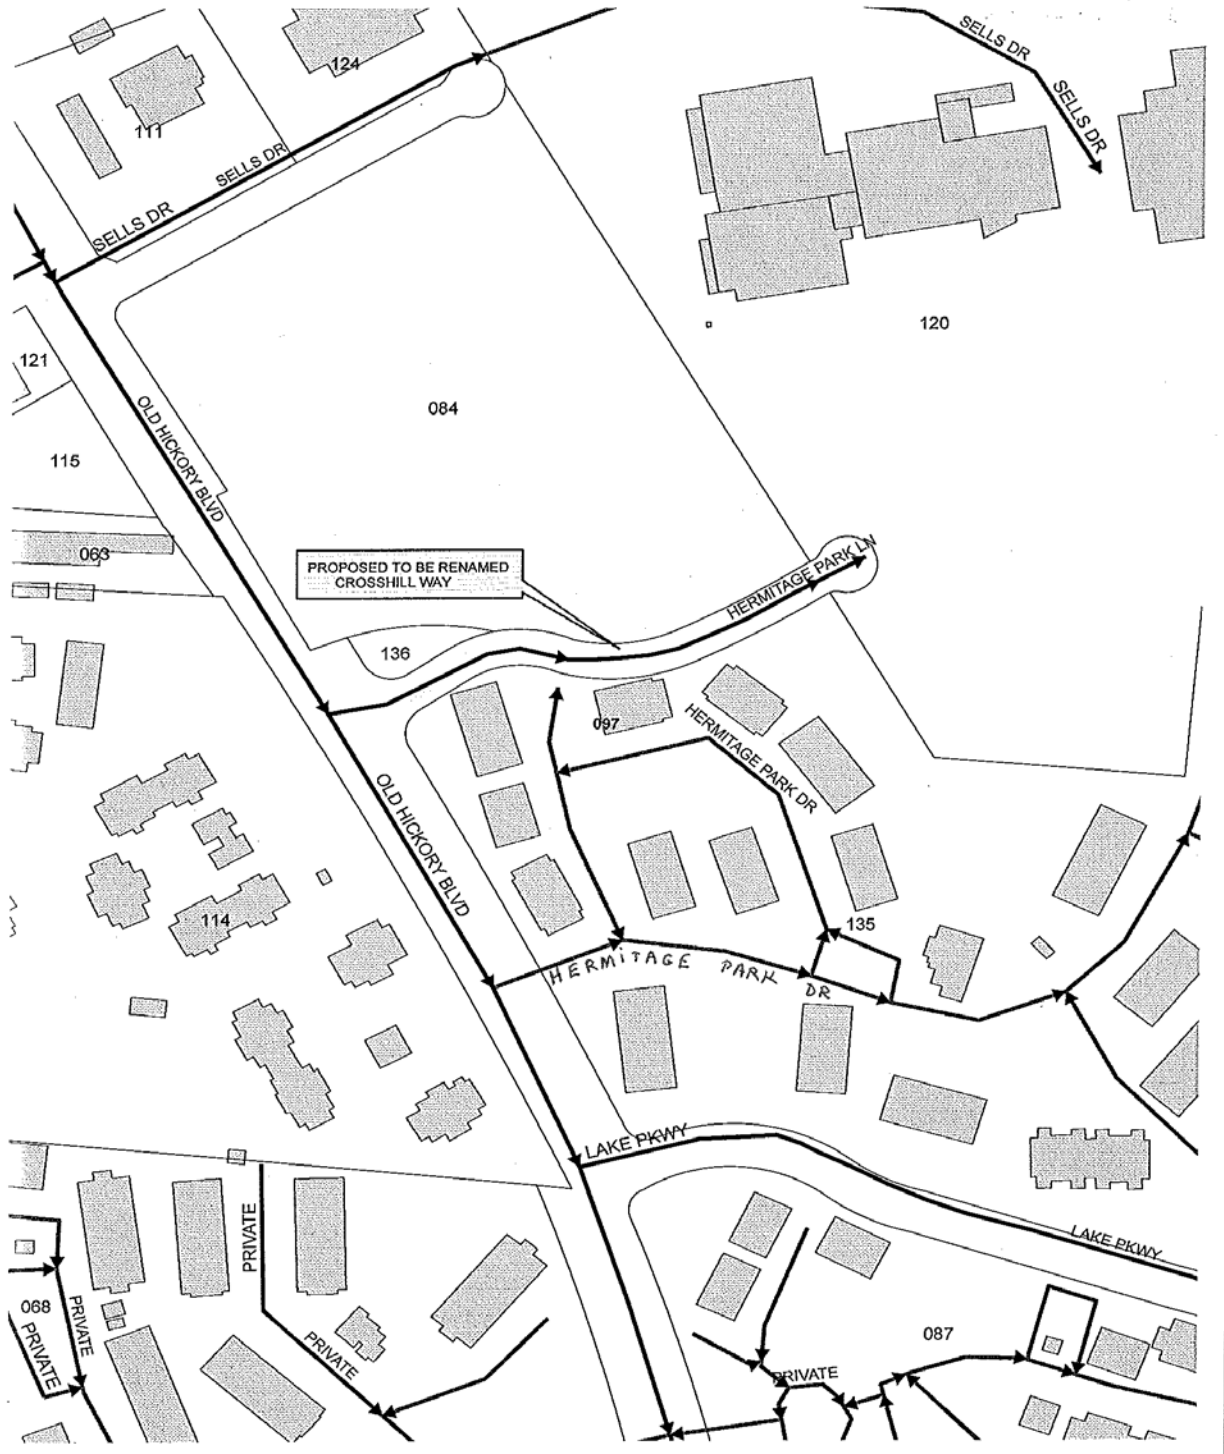 SELLS DR
124
111
SELLS DR
SELLS DR
SELLS DR
120
121
084
OLD HICKORY BLVD
115
063
PROPOSED TO BE RENAMED
CROSSHILL WAY
HERMITAGE PARK LN
136
097
HERMITAGE PARK DR
OLD HICKORY BLVD
114
135
HERMiTAGE PARK DR
LAKE PKWY
LAKE PKWY
PRIVATE
068
PRIVATE
PRIVATE
PRIVATE
087
PRIVATE